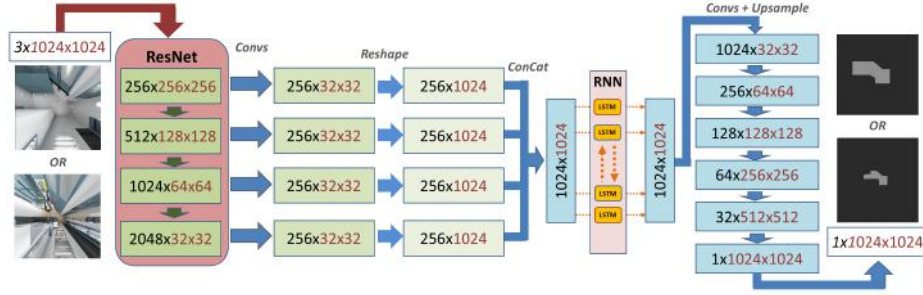 3x1024x1024
OR
ResNet
256x256x256
512x128x128
1024x64x64
2048x32x32
Convs
Reshape
ConCat
256x32x32
256x1024
256x32x32
256x1024
256x32x32
256x1024
256x32x32
256x1024
1024x1024
RNN
LSTM
LSTM
LSTM
LSTM
1024x1024
Convs + Upsample
1024x32x32
256x64x64
128x128x128
64x256x256
32x512x512
1x1024x1024
OR
1x1024x1024